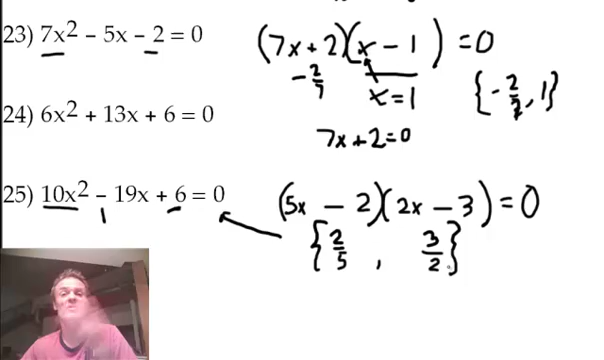 23) 7x² – 5x – 2 = 0
(7x+2)(x – 1) = 0
-2/7
x = 1
{-2/7, 1}
7x+2=0
24) 6x² + 13x + 6 = 0
25) 10x² – 19x + 6 = 0
(5x – 2)(2x – 3) = 0
{2/5 , 3/2}